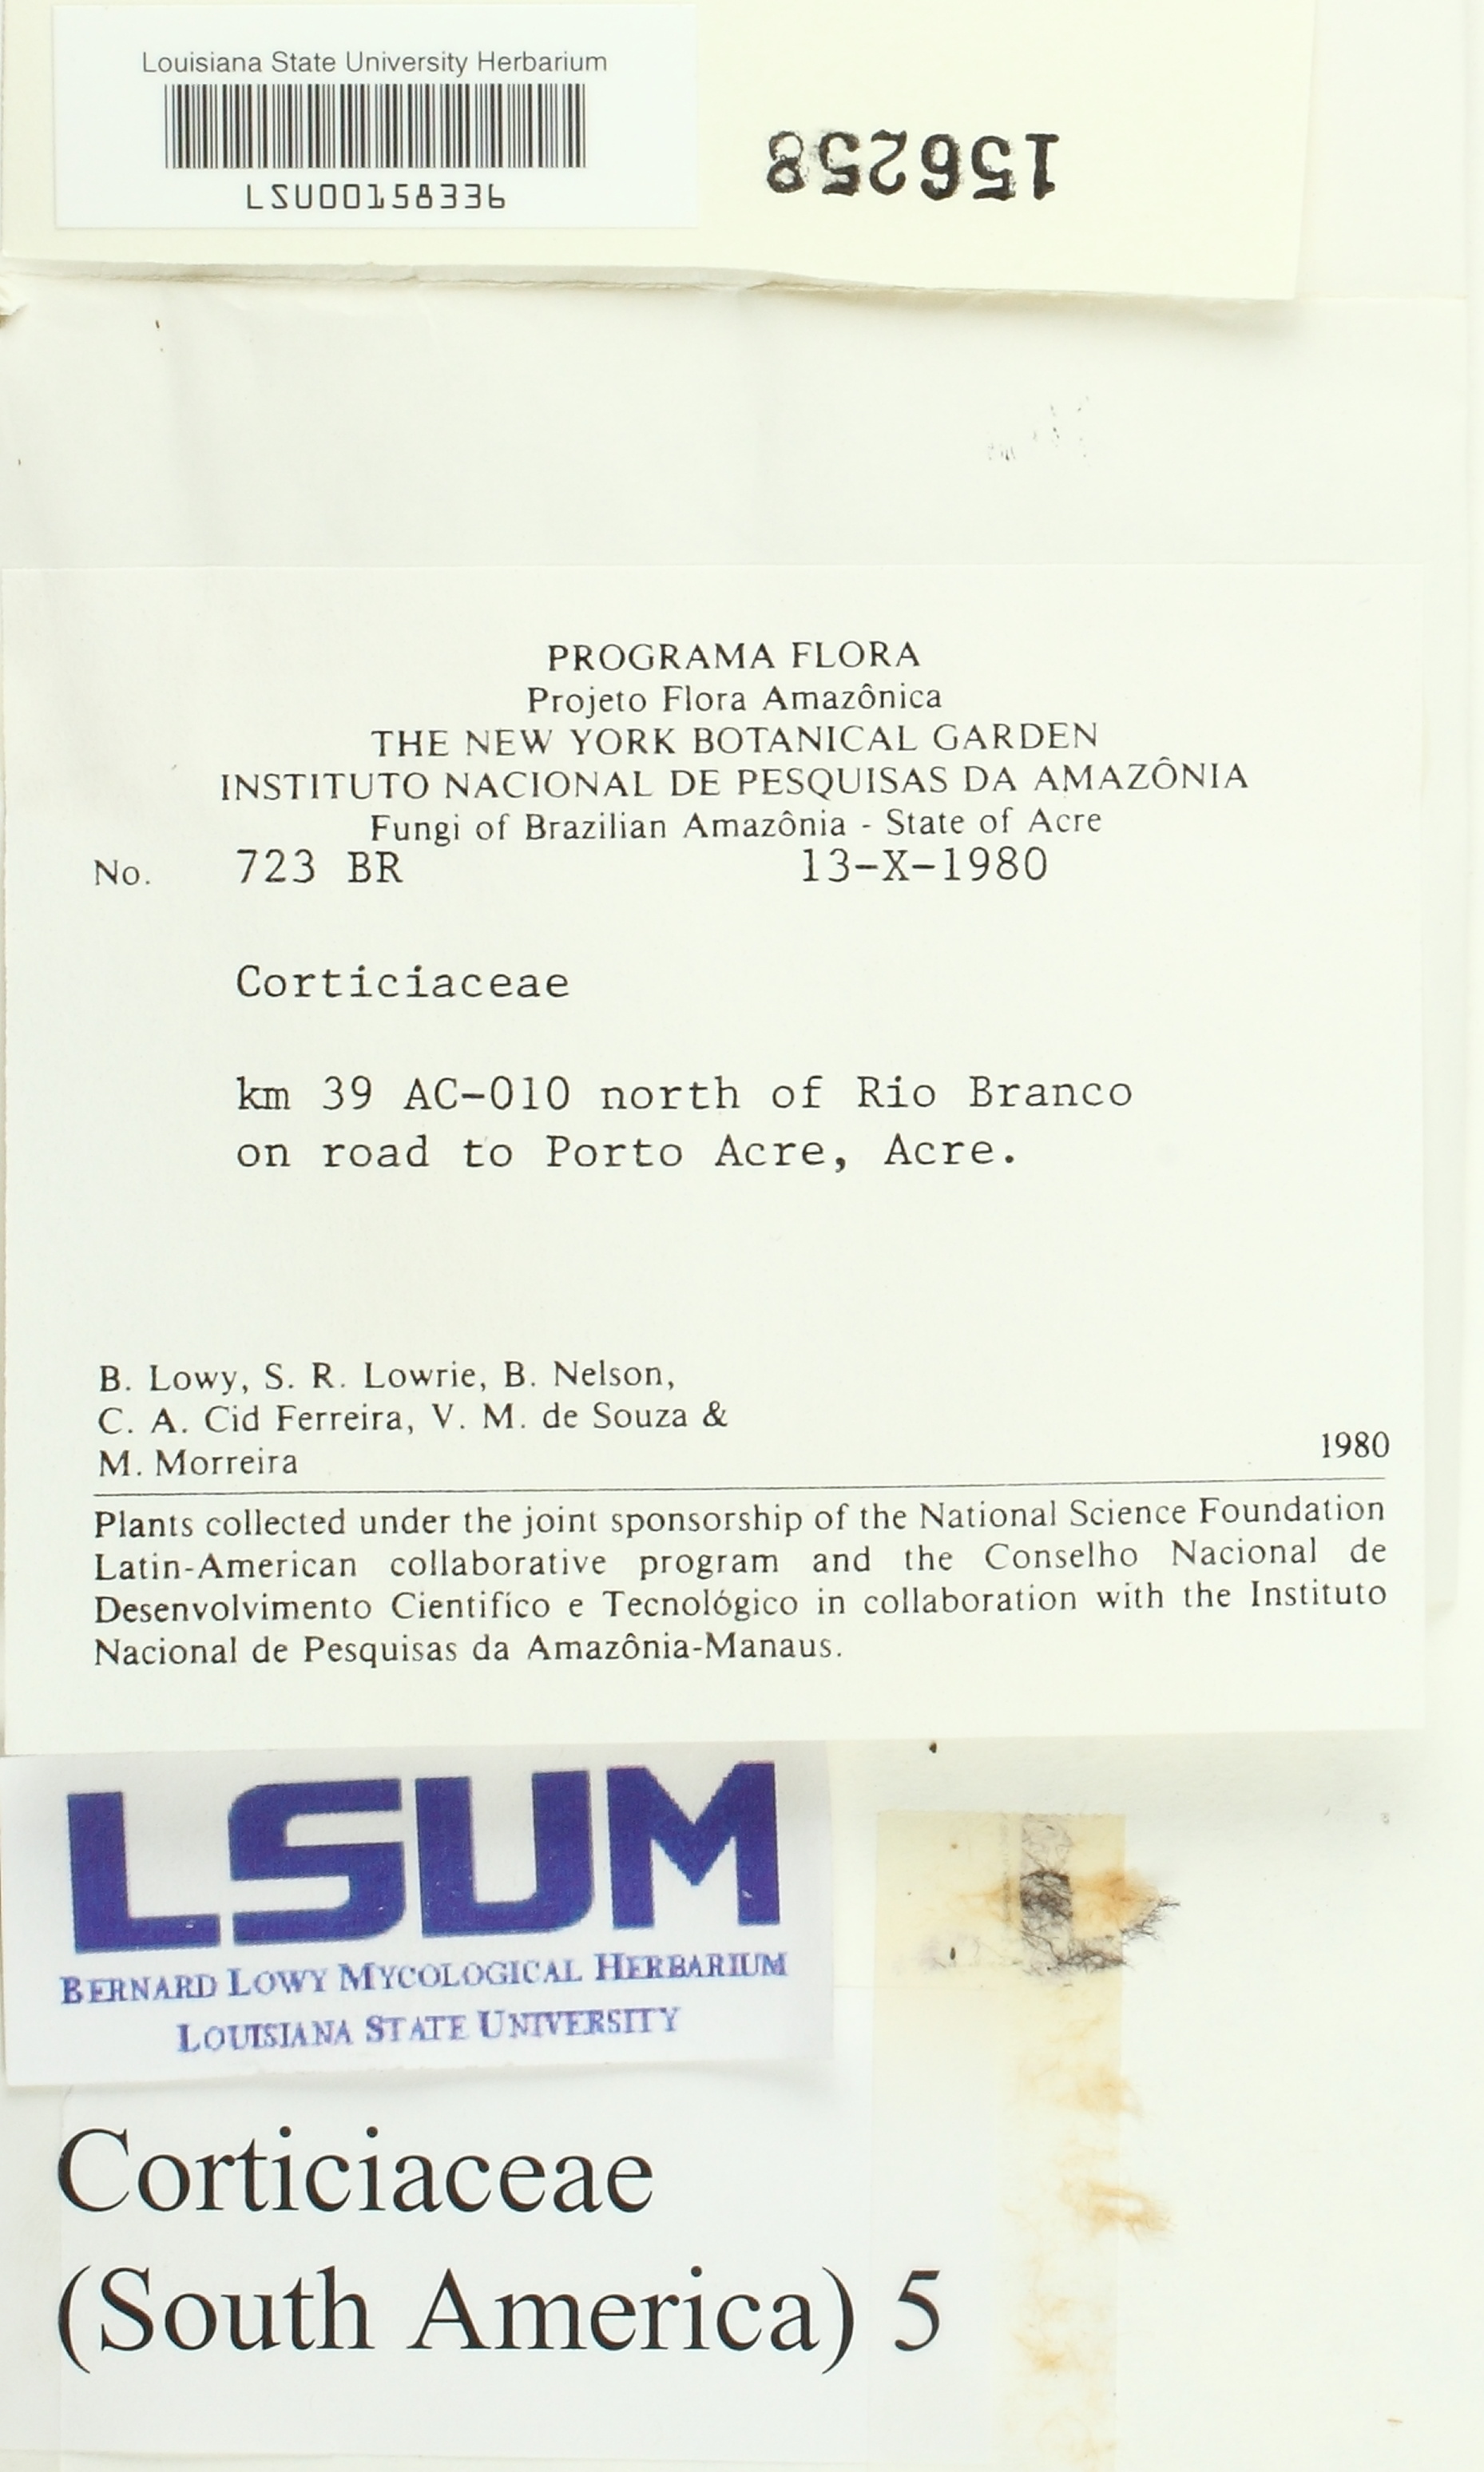 Louisiana State University Herbarium
LSU00158336
156258
PROGRAMA FLORA
Projeto Flora Amazônica
THE NEW YORK BOTANICAL GARDEN
INSTITUTO NACIONAL DE PESQUISAS DA AMAZÔNIA
Fungi of Brazilian Amazônia - State of Acre
No. 723 BR 13-X-1980
Corticiaceae
km 39 AC-010 north of Rio Branco
on road to Porto Acre, Acre.
B. Lowy, S. R. Lowrie, B. Nelson,
C. A. Cid Ferreira, V. M. de Souza &
M. Morreira 1980
Plants collected under the joint sponsorship of the National Science Foundation
Latin-American collaborative program and the Conselho Nacional de
Desenvolvimento Cientifíco e Tecnológico in collaboration with the Instituto
Nacional de Pesquisas da Amazônia-Manaus.
LSUM
BERNARD LOWY MYCOLOGICAL HERBARIUM
LOUISIANA STATE UNIVERSITY
Corticiaceae
(South America) 5